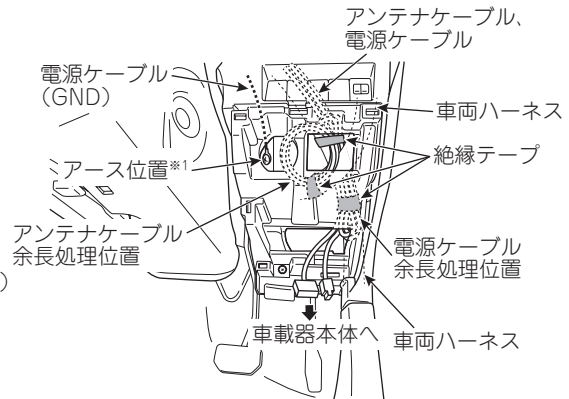 アンテナケーブル、
電源ケーブル
電源ケーブル
（GND）
車両ハーネス
絶縁テープ
アース位置※1
アンテナケーブル
余長処理位置
電源ケーブル
余長処理位置
）
車載器本体へ
車両ハーネス